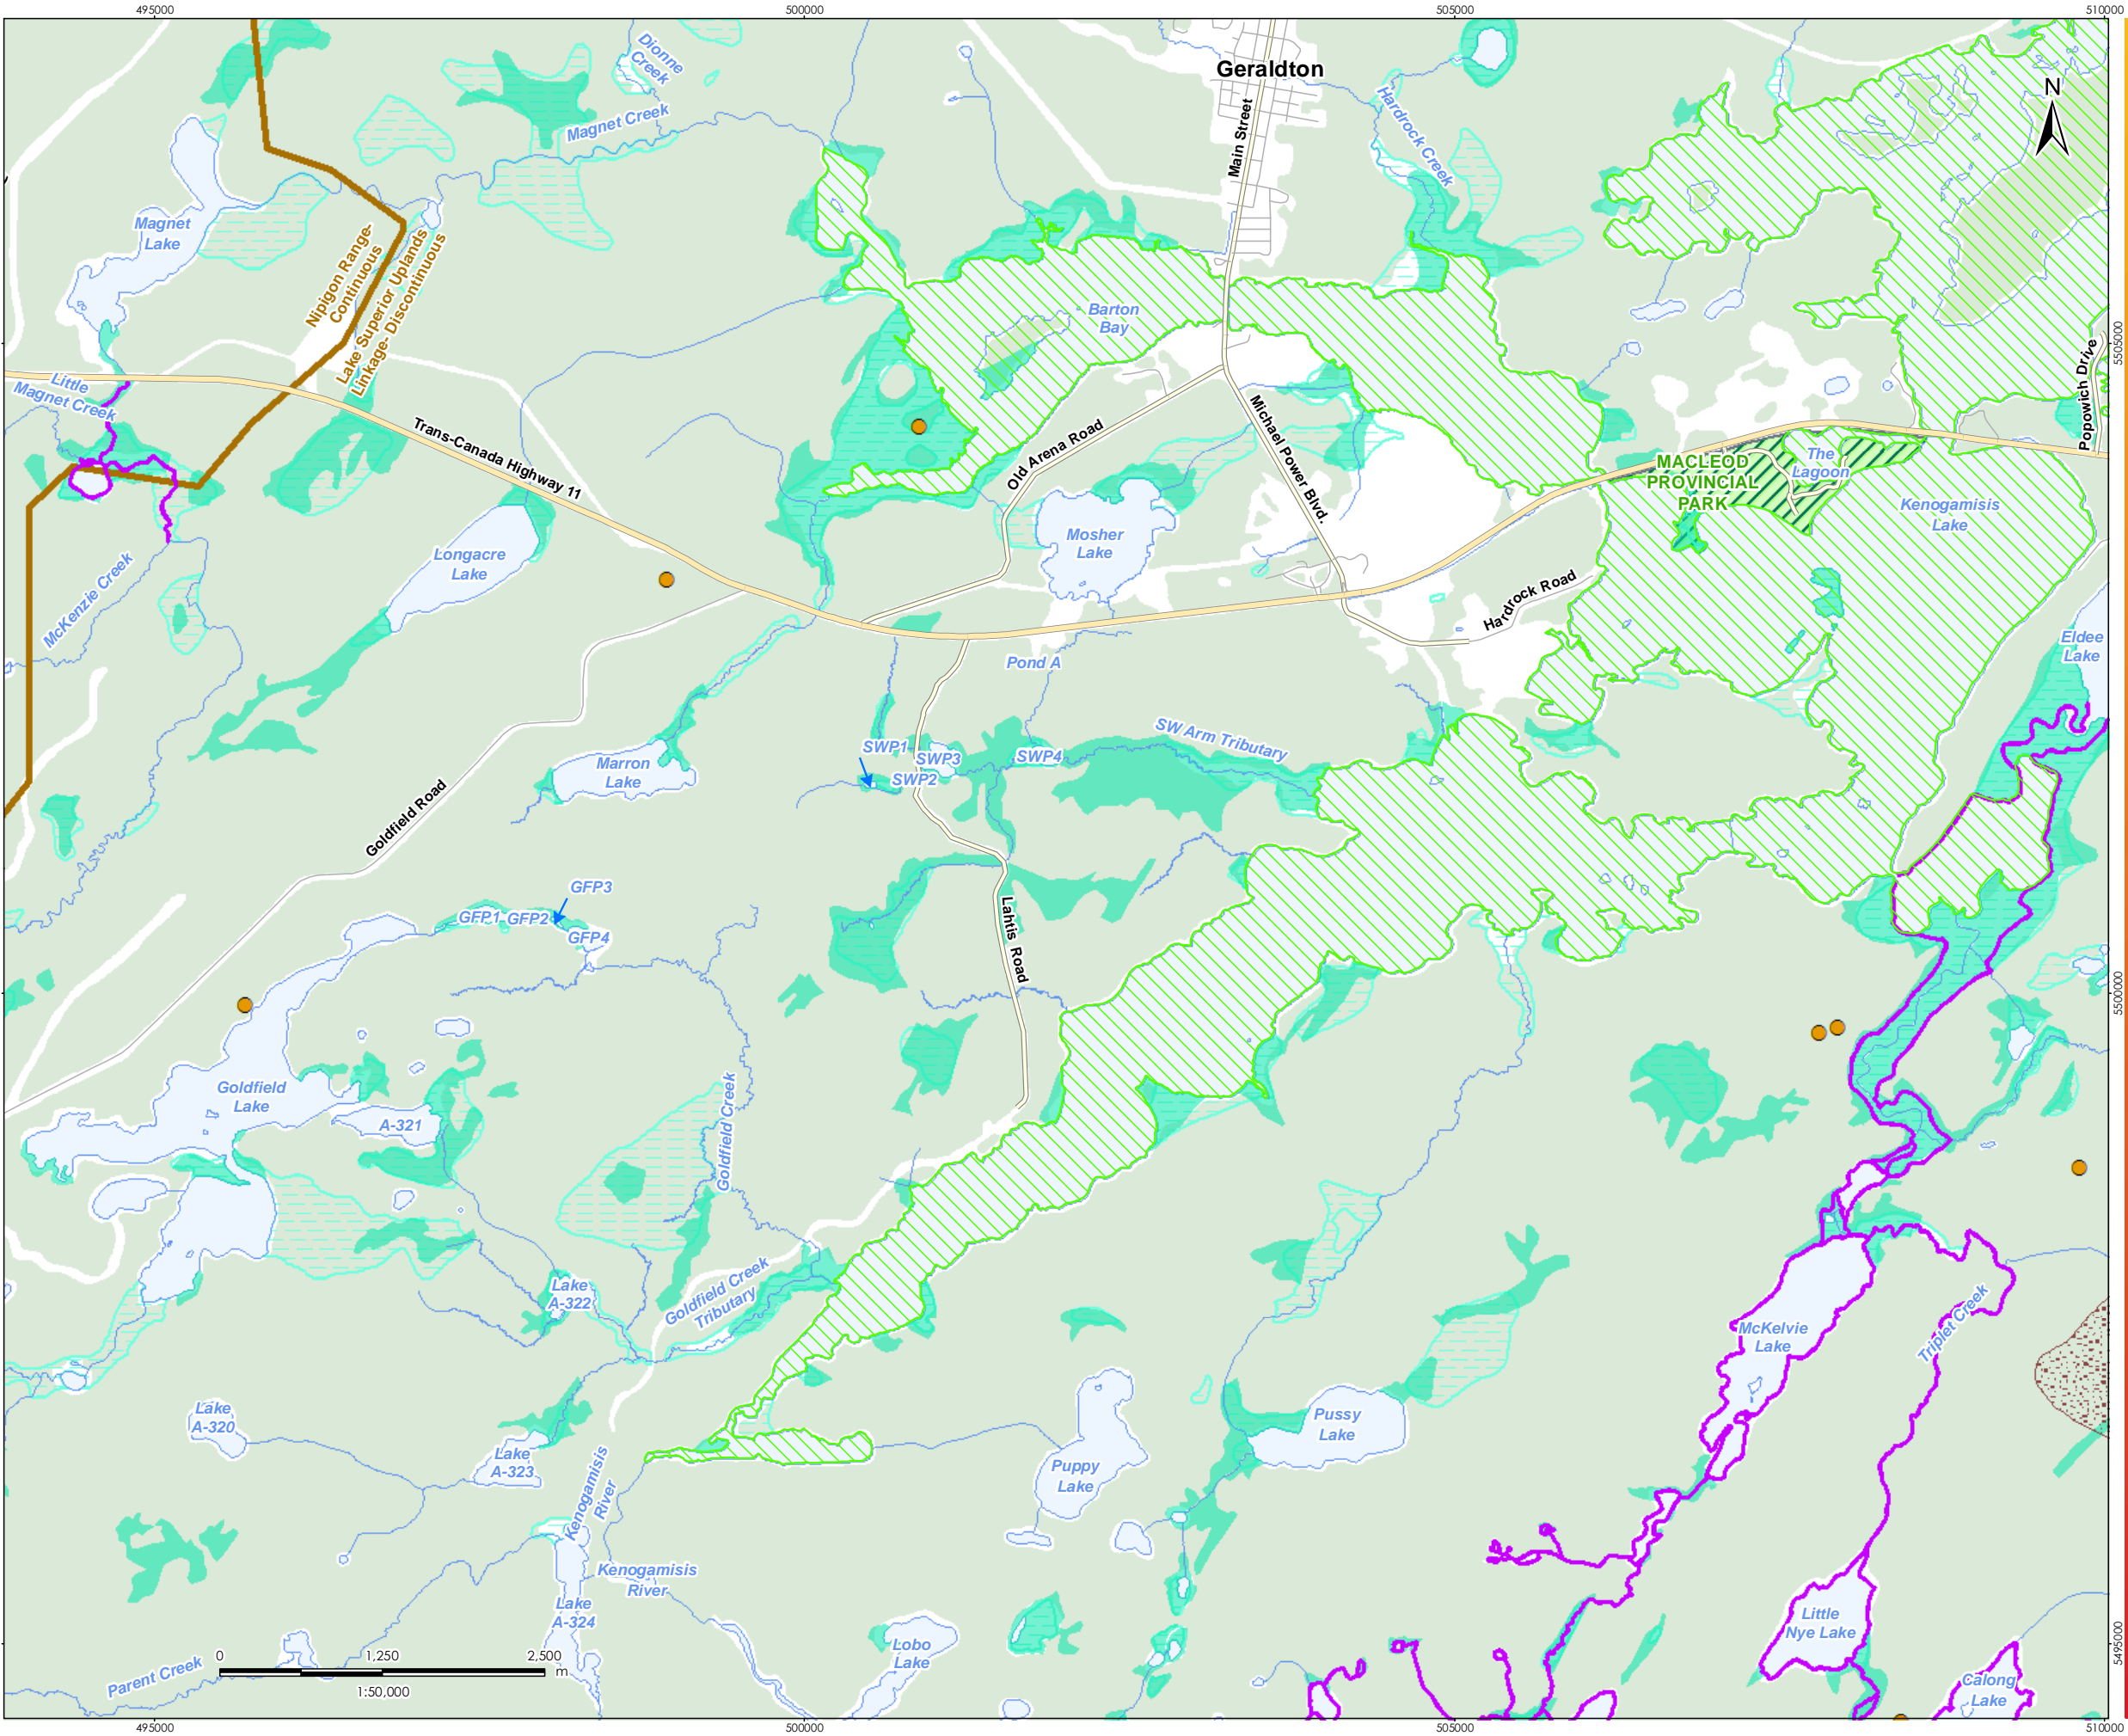 495000
500000
505000
510000
Dionne
Creek
Geraldton
N
Magnet Creek
Main Street
Hardrock Creek
Magnet
Lake
Nipigon Range-
Continuous
Lake Superior Uplands
Linkage- Discontinuous
Barton
Bay
5505000
5505000
Popowich Drive
Little
Magnet Creek
Trans-Canada Highway 11
Old Arena Road
Michael Power Blvd.
MACLEOD
PROVINCIAL
PARK
The
Lagoon
Kenogamisis
Lake
Mosher
Lake
Longacre
Lake
McKenzie Creek
Hardrock Road
Eldee
Lake
Pond A
SW Arm Tributary
SWP1
SWP3
SWP4
SWP2
Marron
Lake
Goldfield Road
GFP3
GFP1
GFP2
GFP4
Lahtis Road
5500000
Goldfield
Lake
A-321
Goldfield Creek
Goldfield Creek
Tributary
Lake
A-322
McKelvie
Lake
Triplet Creek
Lake
A-320
Pussy
Lake
Lake
A-323
Puppy
Lake
Kenogamisis
River
Kenogamisis
River
Lake
A-324
Little
Nye Lake
Lobo
Lake
5495000
Parent Creek
0
1,250
2,500
m
1:50,000
Calong
Lake
495000
500000
505000
510000